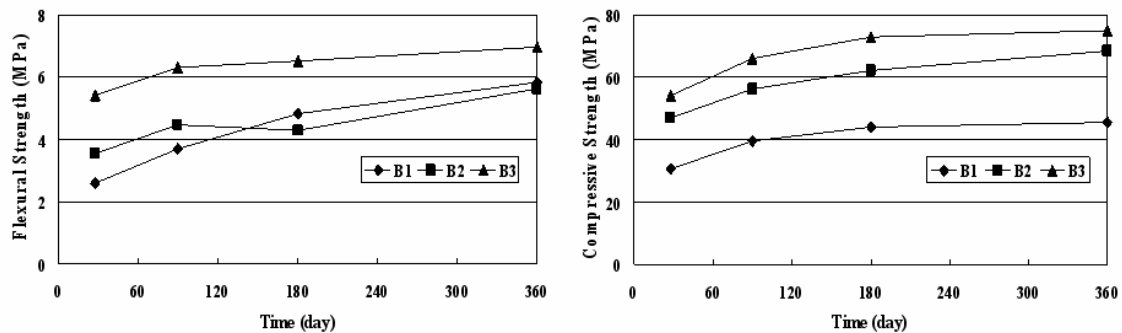 Flexural Strength (MPa)
8
6
4
2
0
B1 B2 B3
0 60 120 180 240 300 360
Time (day)
Compressive Strength (MPa)
80
60
40
20
0
B1 B2 B3
0 60 120 180 240 300 360
Time (day)